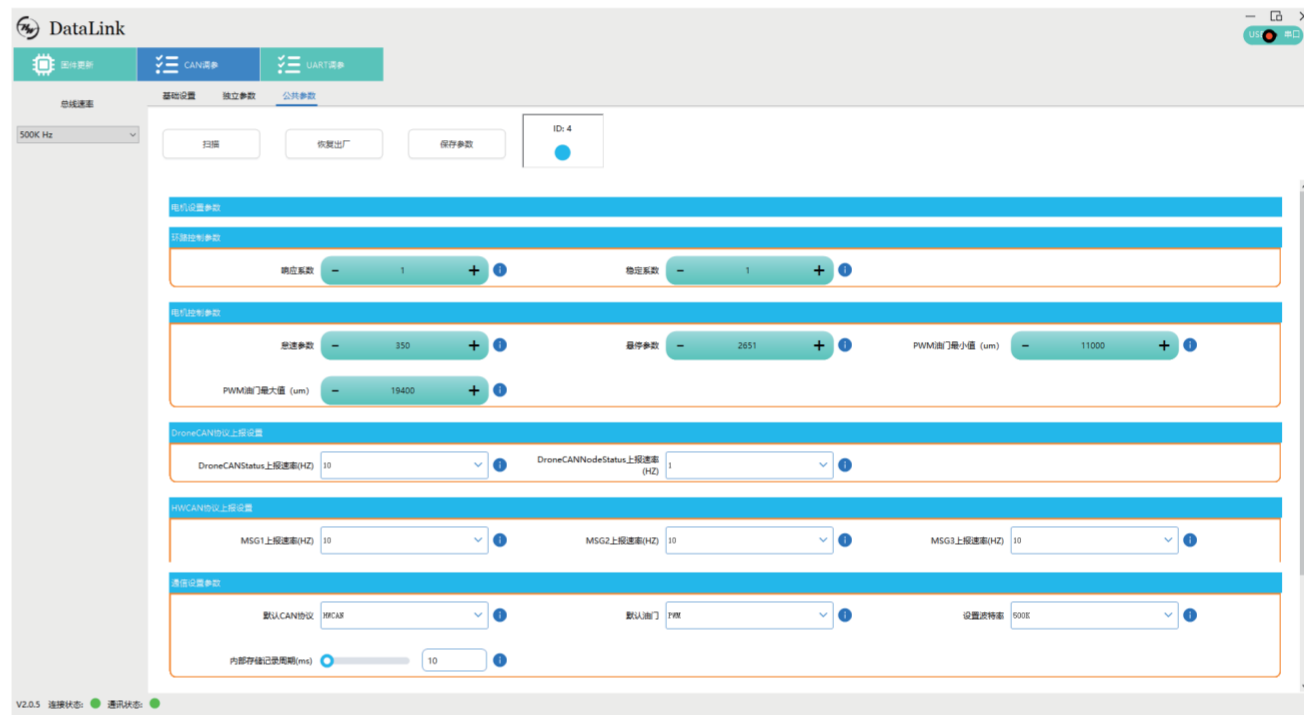 DataLink
串口
固件更新
CAN调参
UART调参
总线速率
500K Hz
基础设置 独立参数 公共参数
扫描 恢复出厂 保存参数
ID: 4
电机设置参数
环路控制参数
响应系数 - 1 + 稳定系数 - 1 +
电机控制参数
怠速参数 - 350 + 悬停参数 - 2651 + PWM油门最小值 (um) - 11000 +
PWM油门最大值 (um) - 19400 +
DroneCAN协议上报设置
DroneCANStatus上报速率(HZ) 10 DroneCANNodeStatus上报速率
(HZ) 1
HWCAN协议上报设置
MSG1上报速率(HZ) 10 MSG2上报速率(HZ) 10 MSG3上报速率(HZ) 10
通信设置参数
默认CAN协议 HWCAN 默认油门 PWM 设置波特率 500K
内部存储记录周期(ms) 10
V2.0.5 连接状态: 通讯状态: